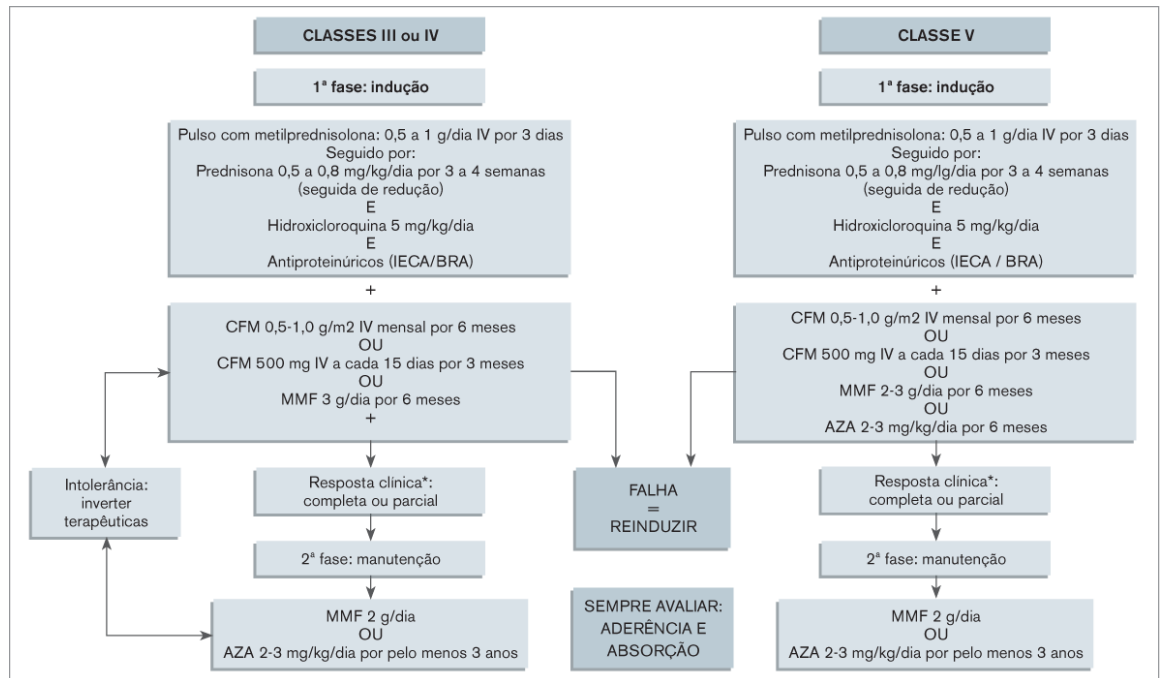 CLASSES III ou IV
1ª fase: indução
Pulso com metilprednisolona: 0,5 a 1 g/dia IV por 3 dias
Seguido por:
Prednisona 0,5 a 0,8 mg/kg/dia por 3 a 4 semanas
(seguida de redução)
E
Hidroxicloroquina 5 mg/kg/dia
E
Antiproteinúricos (IECA/BRA)
+
CFM 0,5-1,0 g/m2 IV mensal por 6 meses
OU
CFM 500 mg IV a cada 15 dias por 3 meses
OU
MMF 3 g/dia por 6 meses
+
Intolerância:
inverter
terapêuticas
Resposta clínica*:
completa ou parcial
2ª fase: manutenção
MMF 2 g/dia
OU
AZA 2-3 mg/kg/dia por pelo menos 3 anos
FALHA
=
REINDUZIR
SEMPRE AVALIAR:
ADERÊNCIA E
ABSORÇÃO
CLASSE V
1ª fase: indução
Pulso com metilprednisolona: 0,5 a 1 g/dia IV por 3 dias
Seguido por:
Prednisona 0,5 a 0,8 mg/lg/dia por 3 a 4 semanas
(seguida de redução)
E
Hidroxicloroquina 5 mg/kg/dia
E
Antiproteinúricos (IECA / BRA)
+
CFM 0,5-1,0 g/m2 IV mensal por 6 meses
OU
CFM 500 mg IV a cada 15 dias por 3 meses
OU
MMF 2-3 g/dia por 6 meses
OU
AZA 2-3 mg/kg/dia por 6 meses
Resposta clínica*:
completa ou parcial
2ª fase: manutenção
MMF 2 g/dia
OU
AZA 2-3 mg/kg/dia por pelo menos 3 anos